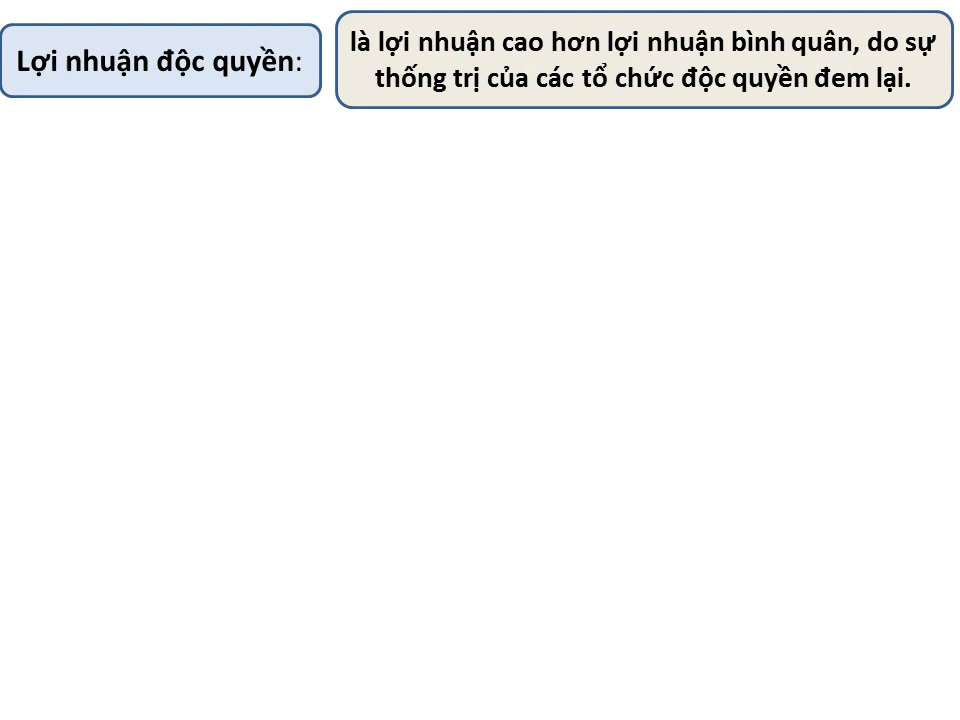 Lợi nhuận độc quyền:
là lợi nhuận cao hơn lợi nhuận bình quân, do sự
thống trị của các tổ chức độc quyền đem lại.